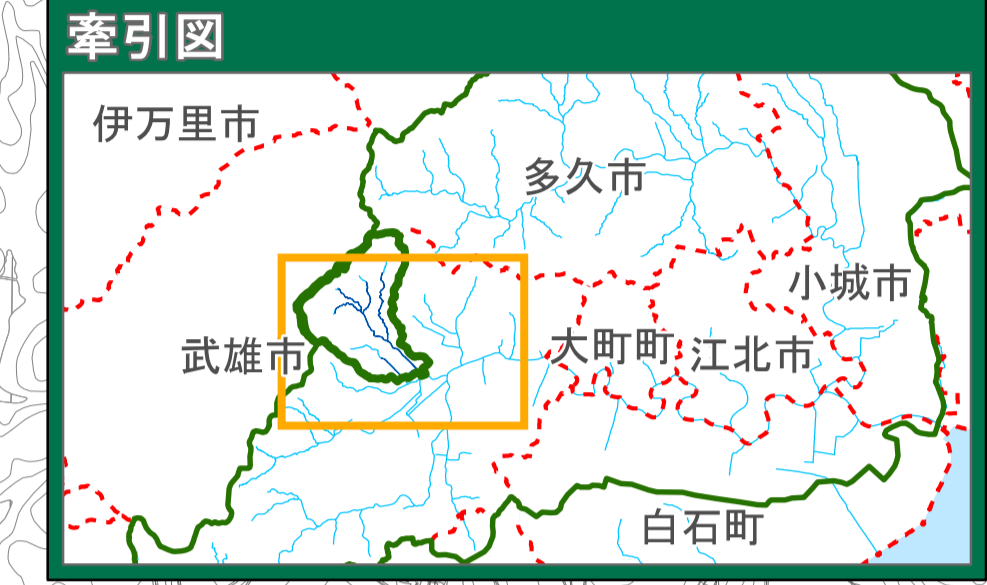 牽引図
伊万里市
多久市
小城市
武雄市
大町町
江北市
白石町